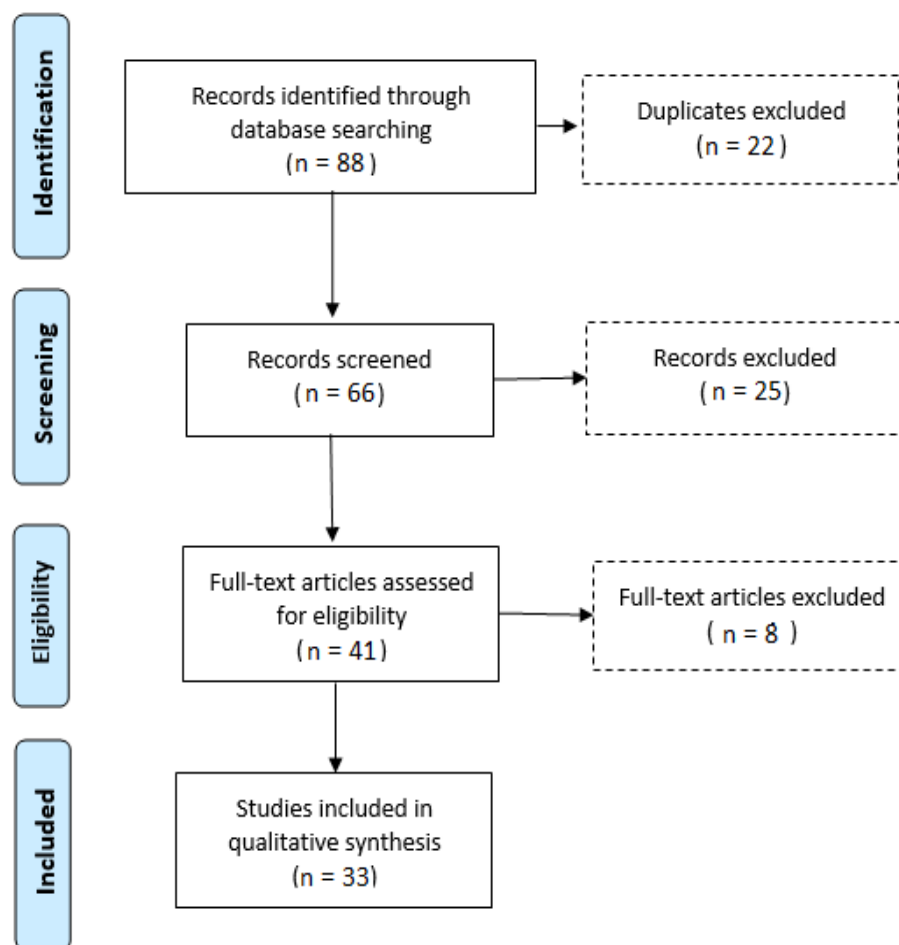 Identification
Records identified through
database searching
(n = 88 )
Duplicates excluded
(n = 22 )
Screening
Records screened
( n = 66)
Records excluded
( n = 25)
Eligibility
Full-text articles assessed
for eligibility
(n = 41)
Full-text articles excluded
( n = 8 )
Included
Studies included in
qualitative synthesis
(n = 33)